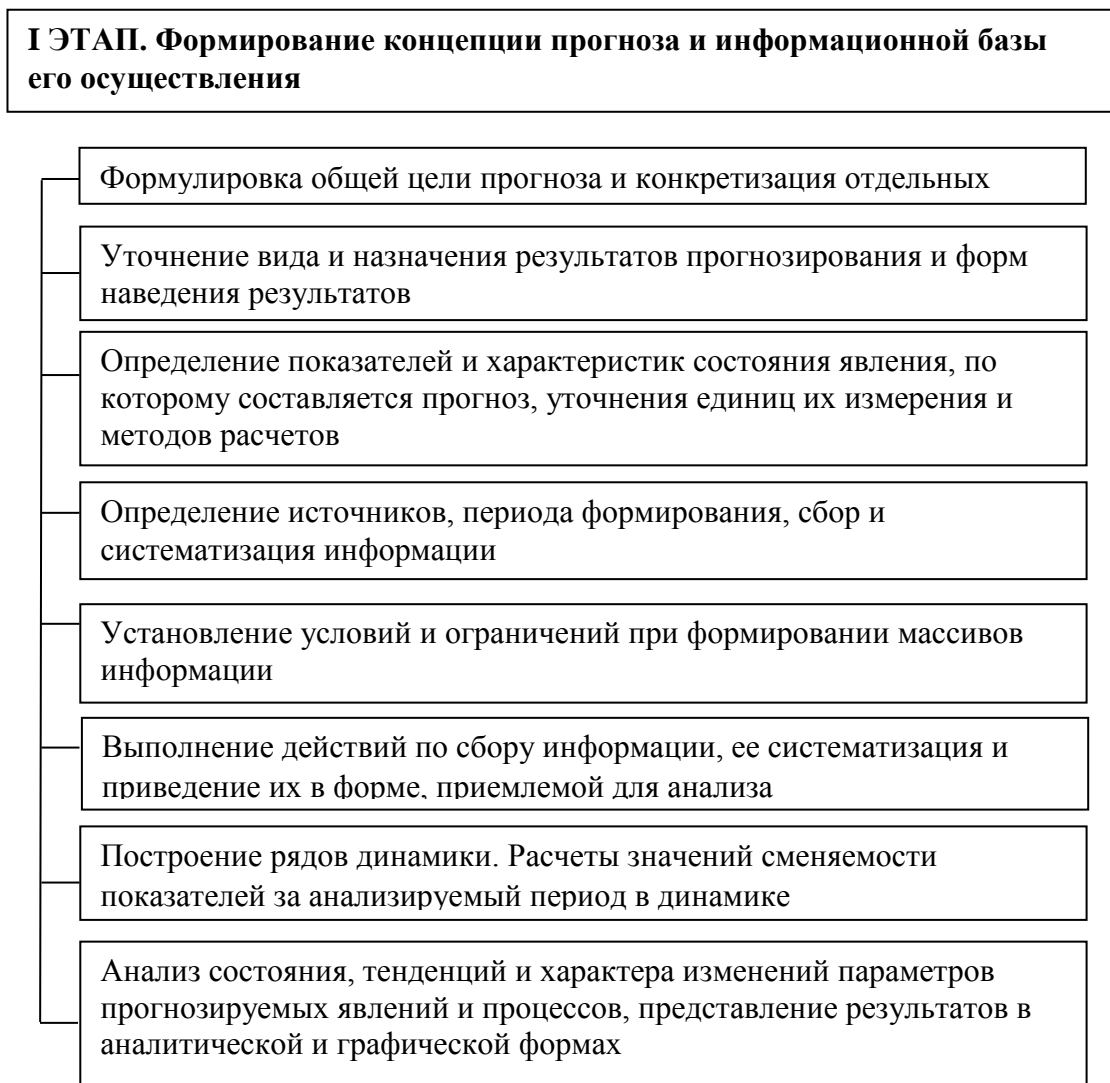 I ЭТАП. Формирование концепции прогноза и информационной базы
его осуществления
Формулировка общей цели прогноза и конкретизация отдельных
Уточнение вида и назначения результатов прогнозирования и форм
наведения результатов
Определение показателей и характеристик состояния явления, по
которому составляется прогноз, уточнения единиц их измерения и
методов расчетов
Определение источников, периода формирования, сбор и
систематизация информации
Установление условий и ограничений при формировании массивов
информации
Выполнение действий по сбору информации, ее систематизация и
приведение их в форме, приемлемой для анализа
Построение рядов динамики. Расчеты значений сменяемости
показателей за анализируемый период в динамике
Анализ состояния, тенденций и характера изменений параметров
прогнозируемых явлений и процессов, представление результатов в
аналитической и графической формах